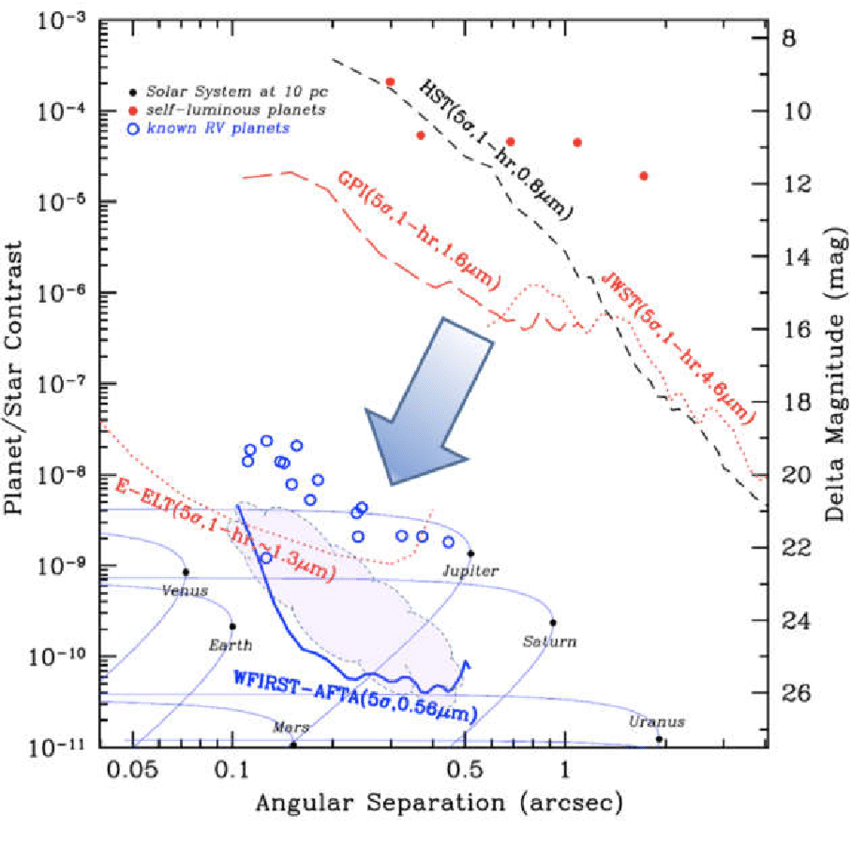 10⁻³
10⁻⁴
10⁻⁵
10⁻⁶
10⁻⁷
10⁻⁸
10⁻⁹
10⁻¹⁰
10⁻¹¹
Planet/Star Contrast
Solar System at 10 pc
self-luminous planets
known RV planets
HST(5σ,1-hr,0.8μm)
GPI(5σ,1-hr,1.6μm)
JWST(5σ,1-hr,4.6μm)
E-ELT(5σ,1-hr,~1.3μm)
Venus
Earth
Jupiter
Saturn
WFIRST-AFTA(5σ,0.56μm)
Mars
Uranus
8
10
12
14
16
18
20
22
24
26
Delta Magnitude (mag)
0.05 0.1 0.5 1
Angular Separation (arcsec)